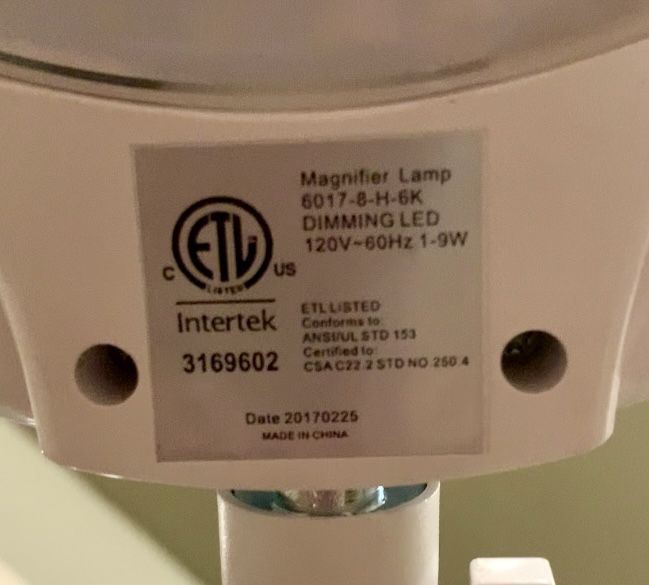 Magnifier Lamp
6017-8-H-6K
DIMMING LED
120V~60Hz 1-9W
ETL
LISTED
C US
Intertek
3169602
ETL LISTED
Conforms to:
ANSI/UL STD 153
Certified to:
CSA C22.2 STD NO.250.4
Date 20170225
MADE IN CHINA